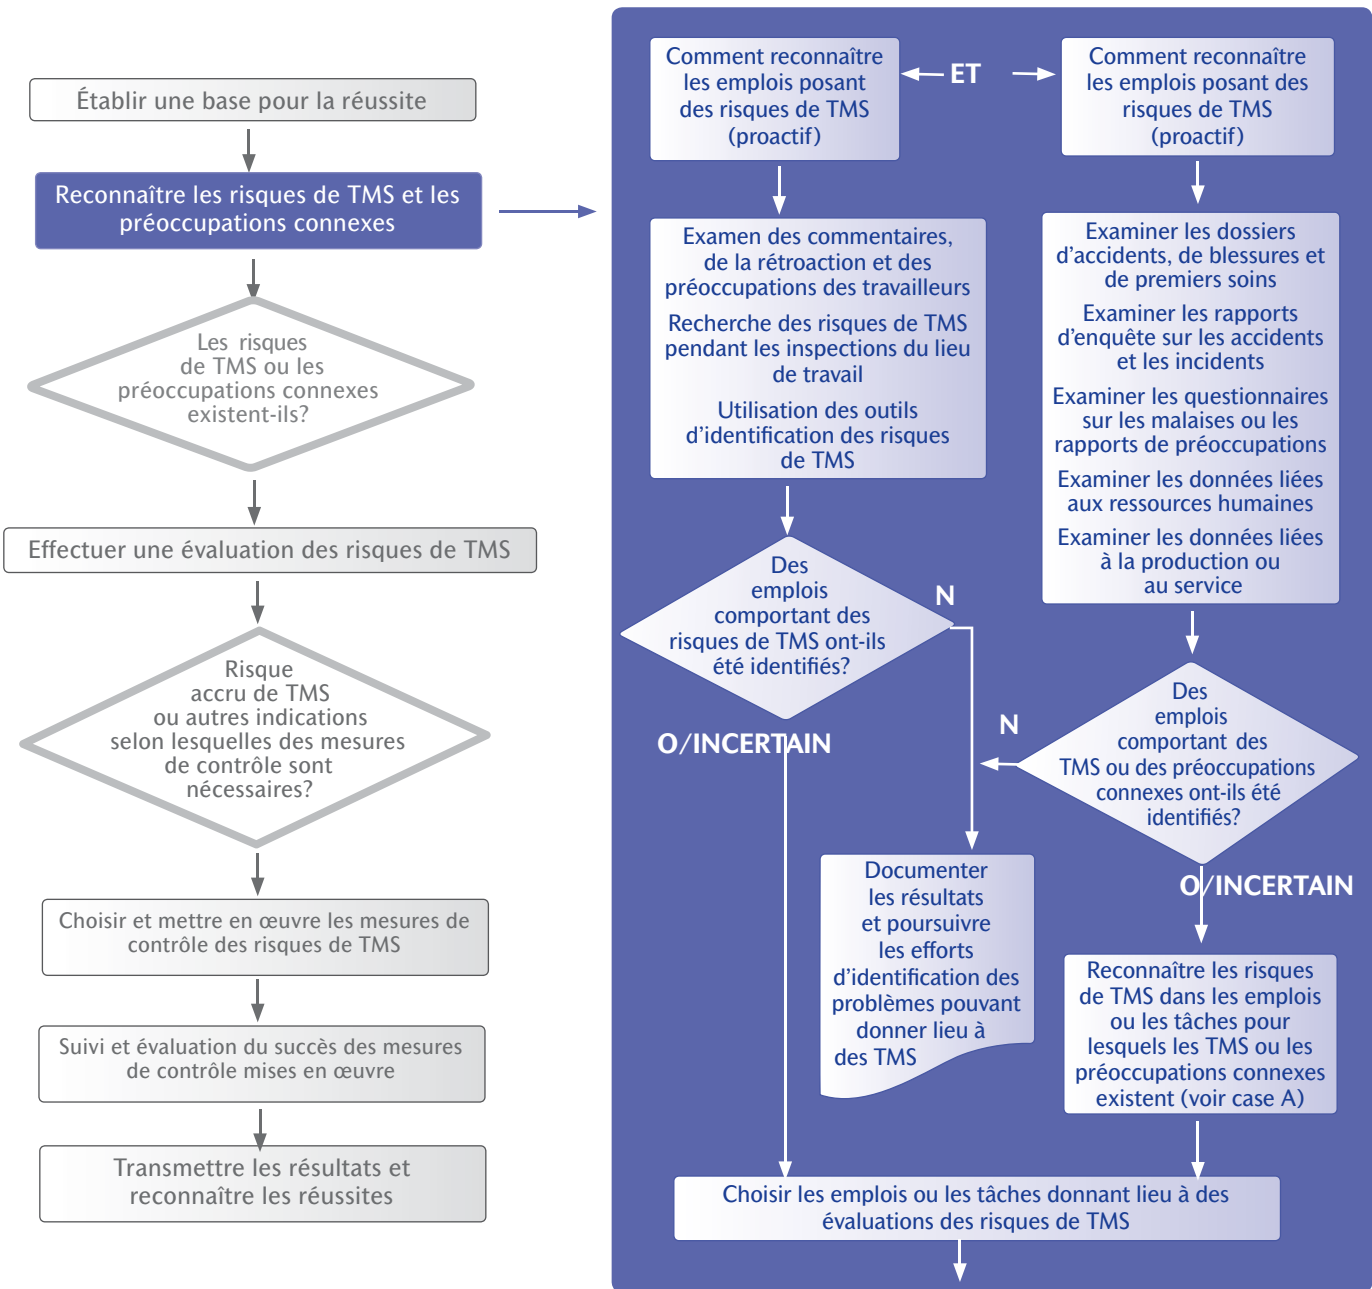 Établir une base pour la réussite
Reconnaître les risques de TMS et les
préoccupations connexes
Les risques
de TMS ou les
préoccupations connexes
existent-ils?
Effectuer une évaluation des risques de TMS
Risque
accru de TMS
ou autres indications
selon lesquelles des mesures
de contrôle sont
nécessaires?
Choisir et mettre en œuvre les mesures de
contrôle des risques de TMS
Suivi et évaluation du succès des mesures
de contrôle mises en œuvre
Transmettre les résultats et
reconnaître les réussites
Comment reconnaître
les emplois posant
des risques de TMS
(proactif)
ET
Comment reconnaître
les emplois posant des
risques de TMS
(proactif)
Examen des commentaires,
de la rétroaction et des
préoccupations des travailleurs
Recherche des risques de TMS
pendant les inspections du lieu
de travail
Utilisation des outils
d'identification des risques
de TMS
Examiner les dossiers
d'accidents, de blessures et
de premiers soins
Examiner les rapports
d'enquête sur les accidents
et les incidents
Examiner les questionnaires
sur les malaises ou les
rapports de préoccupations
Examiner les données liées
aux ressources humaines
Examiner les données liées
à la production ou
au service
Des
emplois
comportant des
risques de TMS ont-ils
été identifiés?
N
O/INCERTAIN
N
Des
emplois
comportant des
TMS ou des préoccupations
connexes ont-ils été
identifiés?
O/INCERTAIN
Documenter
les résultats
et poursuivre
les efforts
d'identification des
problèmes pouvant
donner lieu à
des TMS
Reconnaître les risques
de TMS dans les emplois
ou les tâches pour
lesquels les TMS ou les
préoccupations connexes
existent (voir case A)
Choisir les emplois ou les tâches donnant lieu à des
évaluations des risques de TMS